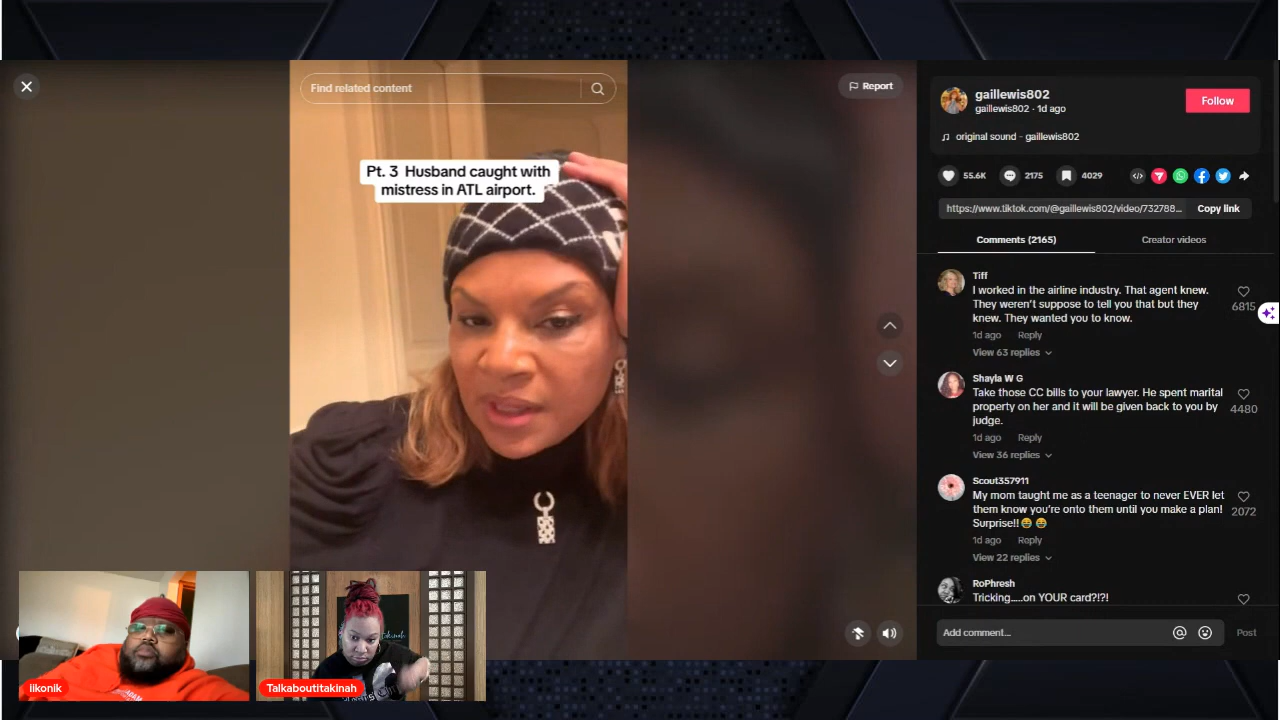 Find related content
Report
Pt. 3 Husband caught with
mistress in ATL airport.
gaillewis802
gaillewis802 · 1d ago
Follow
original sound - gaillewis802
55.6K
2175
4029
https://www.tiktok.com/@gaillewis802/video/732788...
Copy link
Comments (2165)
Creator videos
Tiff
I worked in the airline industry. That agent knew.
They weren't suppose to tell you that but they
knew. They wanted you to know.
6815
1d ago Reply
View 63 replies
Shayla W G
Take those CC bills to your lawyer. He spent marital
property on her and it will be given back to you by
judge.
4480
1d ago Reply
View 36 replies
Scout357911
My mom taught me as a teenager to never EVER let
them know you're onto them until you make a plan!
Surprise!!😂 😂
2072
1d ago Reply
View 22 replies
RoPhresh
Tricking.....on YOUR card?!?!
Add comment...
Post
Iikonik
Talkaboutitakinah